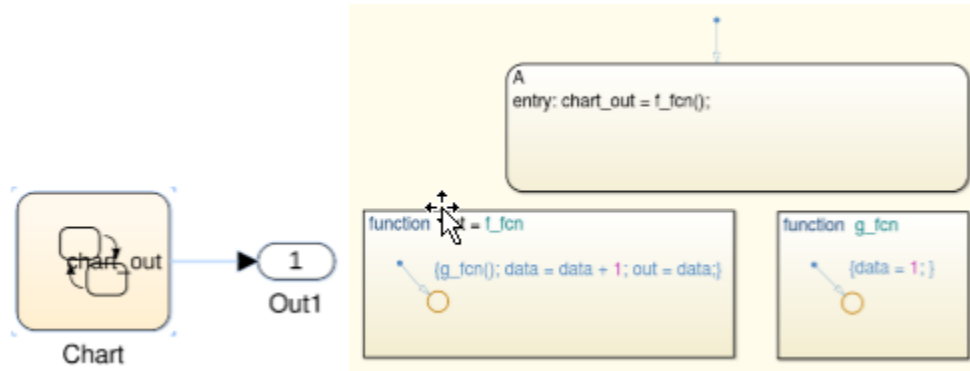 chart_out
1
Out1
Chart
A
entry: chart_out = f_fcn();
function = f_fcn
{g_fcn(); data = data + 1; out = data;}
function g_fcn
{data = 1; }